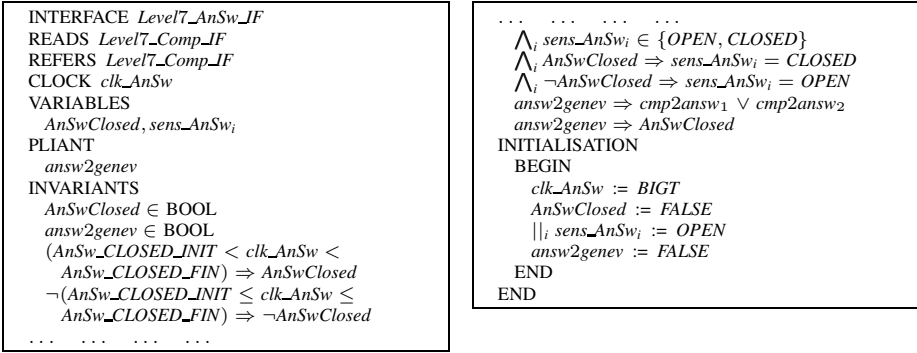 INTERFACE Level7_AnSw_IF
READS Level7_Comp_IF
REFERS Level7_Comp_IF
CLOCK clk_AnSw
VARIABLES
AnSwClosed, sens_AnSwᵢ
PLIANT
answ2genev
INVARIANTS
AnSwClosed ∈ BOOL
answ2genev ∈ BOOL
(AnSw_CLOSED_INIT < clk_AnSw <
AnSw_CLOSED_FIN) ⇒ AnSwClosed
¬(AnSw_CLOSED_INIT ≤ clk_AnSw ≤
AnSw_CLOSED_FIN) ⇒ ¬AnSwClosed
. . . . . . . . . . . .
. . . . . . . . . . . .
⋀ᵢ sens_AnSwᵢ ∈ {OPEN, CLOSED}
⋀ᵢ AnSwClosed ⇒ sens_AnSwᵢ = CLOSED
⋀ᵢ ¬AnSwClosed ⇒ sens_AnSwᵢ = OPEN
answ2genev ⇒ cmp2answ₁ ∨ cmp2answ₂
answ2genev ⇒ AnSwClosed
INITIALISATION
BEGIN
clk_AnSw := BIGT
AnSwClosed := FALSE
||ᵢ sens_AnSwᵢ := OPEN
answ2genev := FALSE
END
END